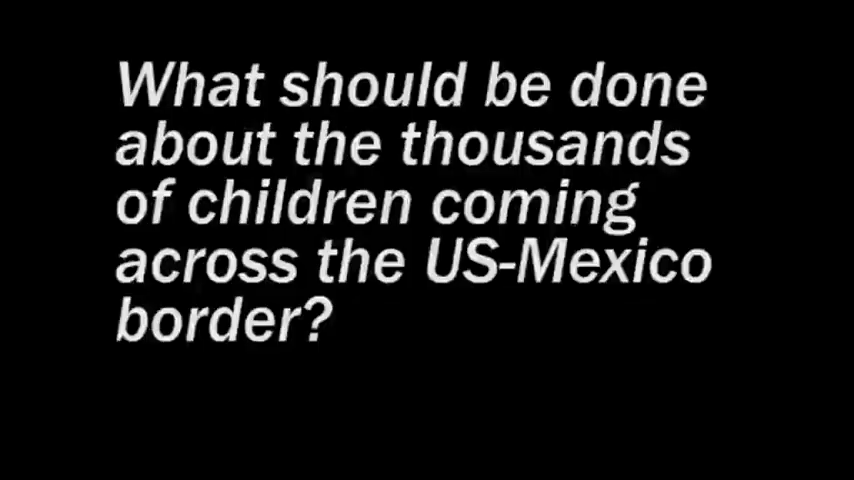 What should be done
about the thousands
of children coming
across the US-Mexico
border?